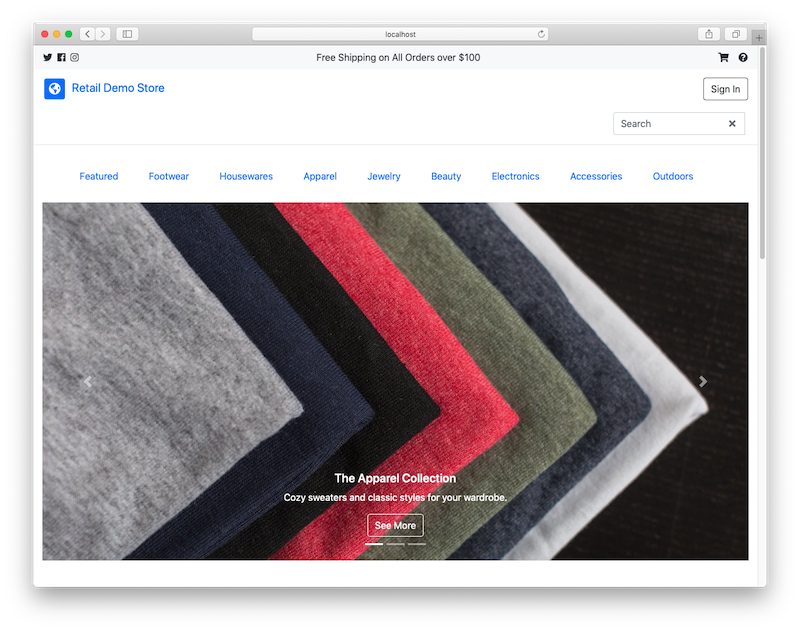 localhost
Free Shipping on All Orders over $100
Retail Demo Store
Sign In
Search
Featured Footwear Housewares Apparel Jewelry Beauty Electronics Accessories Outdoors
The Apparel Collection
Cozy sweaters and classic styles for your wardrobe.
See More